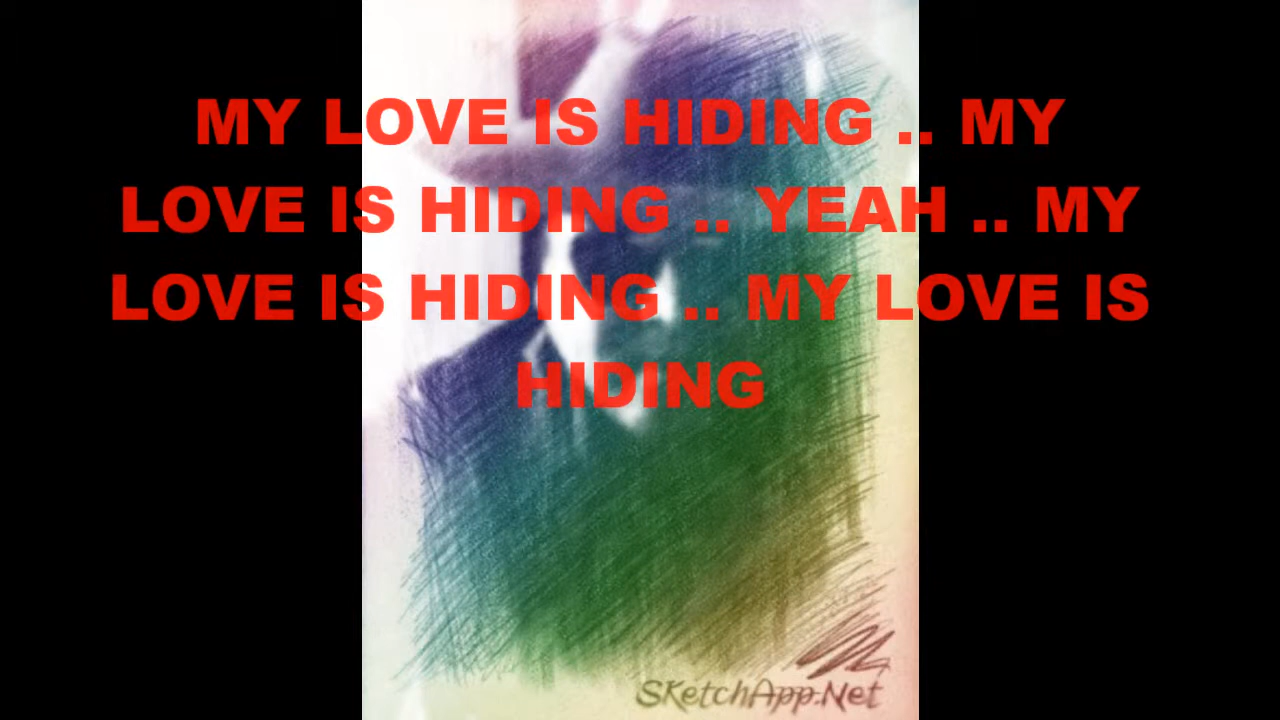 MY LOVE IS HIDING .. MY
LOVE IS HIDING .. YEAH .. MY
LOVE IS HIDING .. MY LOVE IS
HIDING
SketchApp.Net